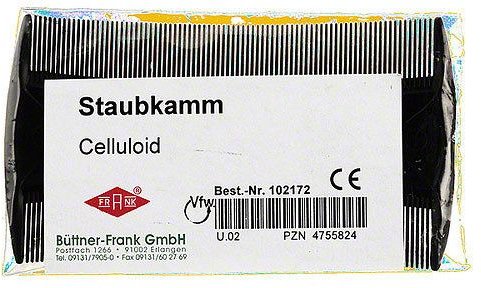 Staubkamm
Celluloid
FRANK ®
Best.-Nr. 102172
CE
Vfw.
U.02 PZN 4755824
Büttner-Frank GmbH
Postfach 1266 • 91002 Erlangen
Tel. 09131/7905-0 • Fax 09131/60 27 69